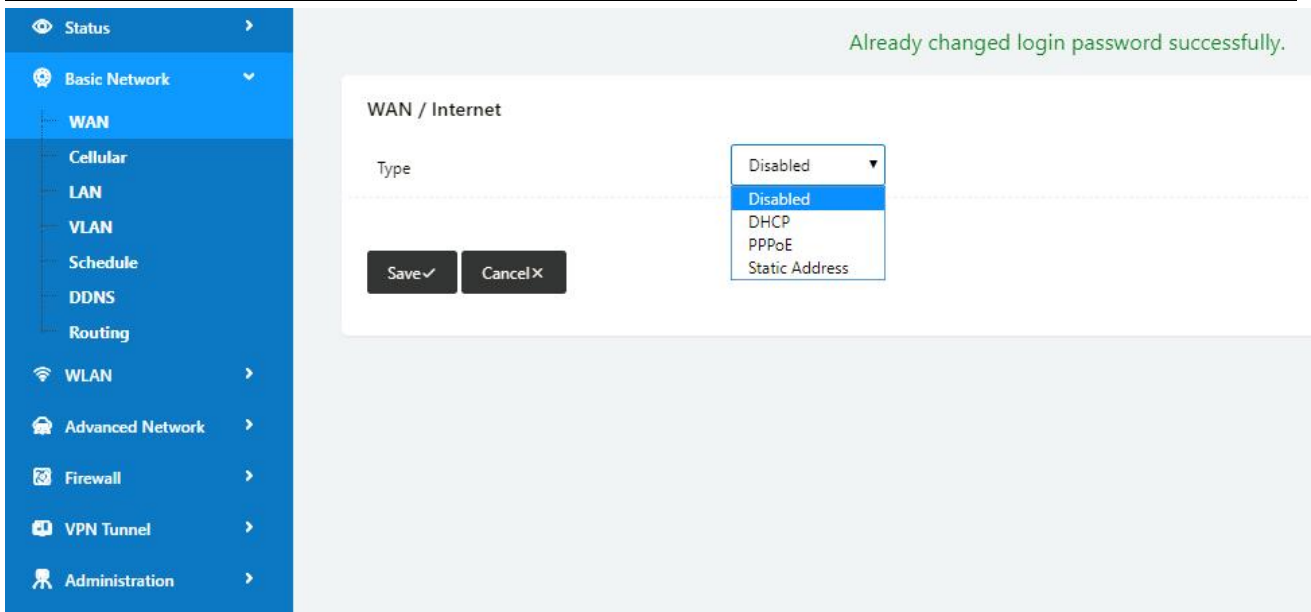 Status
Basic Network
WAN
Cellular
LAN
VLAN
Schedule
DDNS
Routing
WLAN
Advanced Network
Firewall
VPN Tunnel
Administration
Already changed login password successfully.
WAN / Internet
Type
Disabled
Disabled
DHCP
PPPoE
Static Address
Save
Cancel